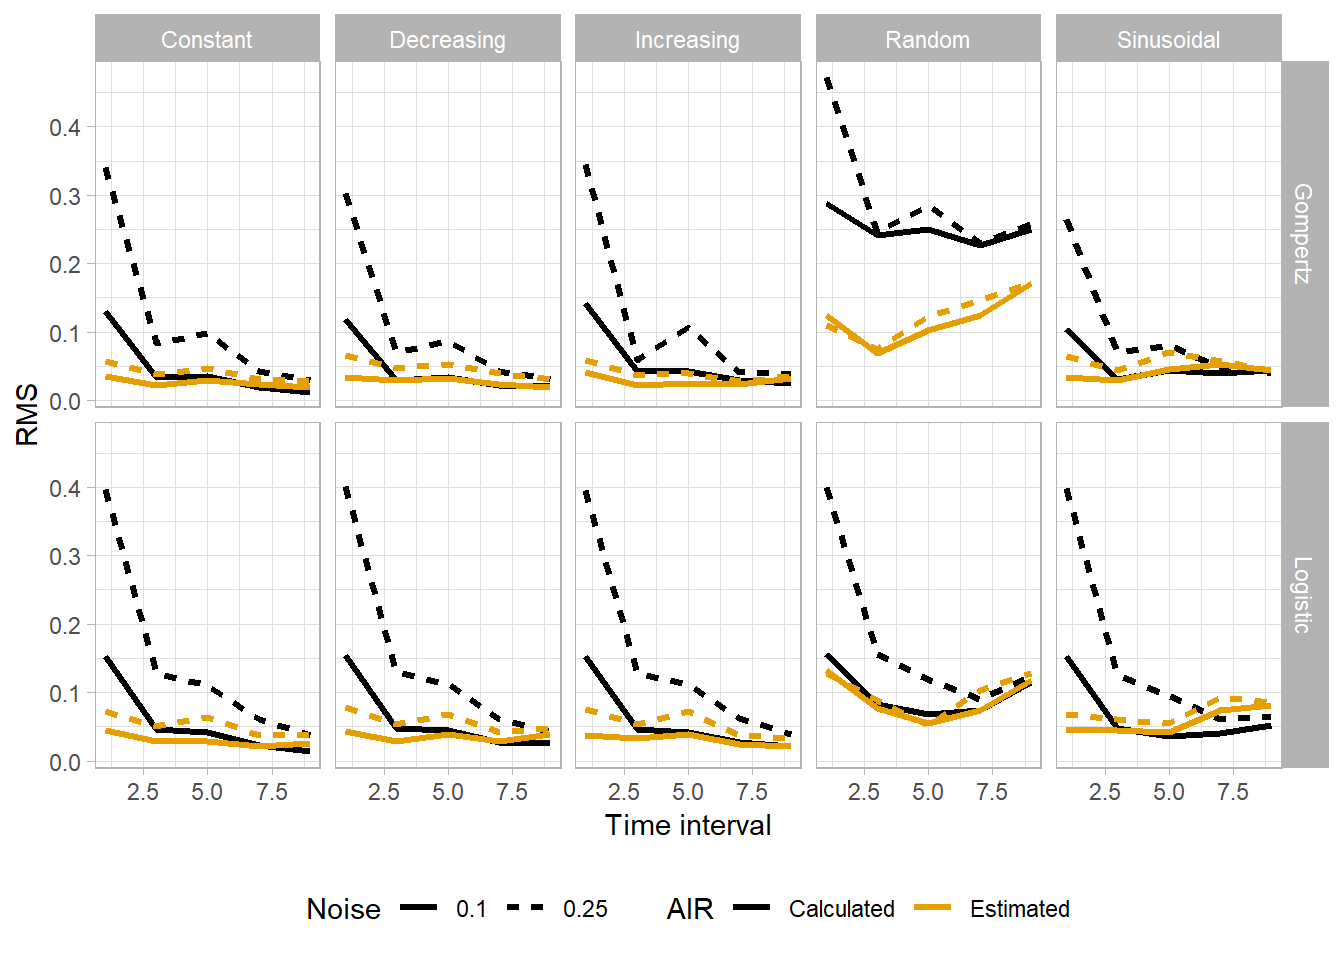 Constant Decreasing Increasing Random Sinusoidal
0.4
0.3
0.2
0.1
0.0
Gompertz
RMS
0.4
0.3
0.2
0.1
0.0
Logistic
2.5 5.0 7.5 2.5 5.0 7.5 2.5 5.0 7.5 2.5 5.0 7.5 2.5 5.0 7.5
Time interval
Noise 0.1 0.25 AIR Calculated Estimated